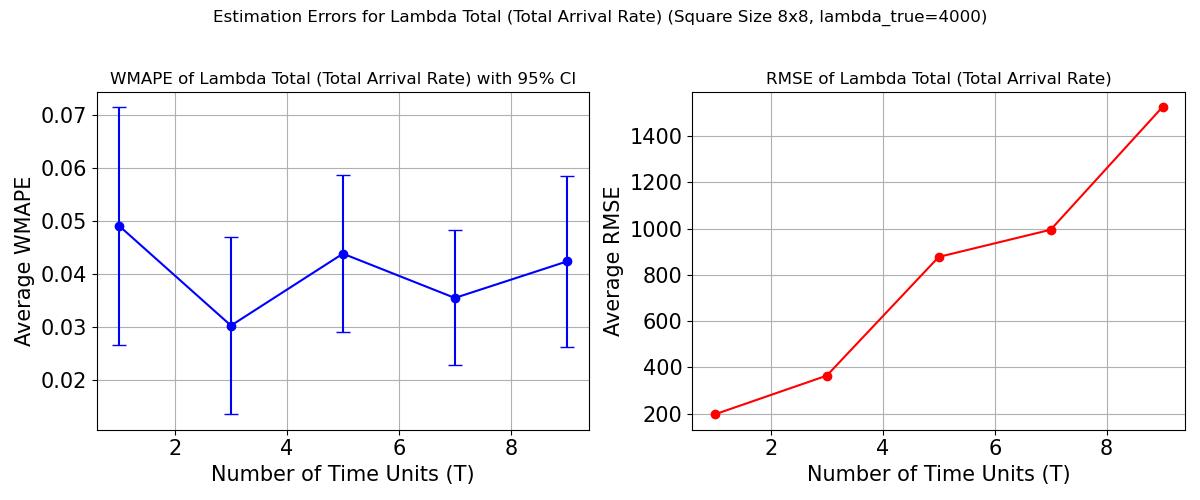 Estimation Errors for Lambda Total (Total Arrival Rate) (Square Size 8x8, lambda_true=4000)
WMAPE of Lambda Total (Total Arrival Rate) with 95% CI
Average WMAPE
0.07
0.06
0.05
0.04
0.03
0.02
2 4 6 8
Number of Time Units (T)
RMSE of Lambda Total (Total Arrival Rate)
Average RMSE
1400
1200
1000
800
600
400
200
2 4 6 8
Number of Time Units (T)